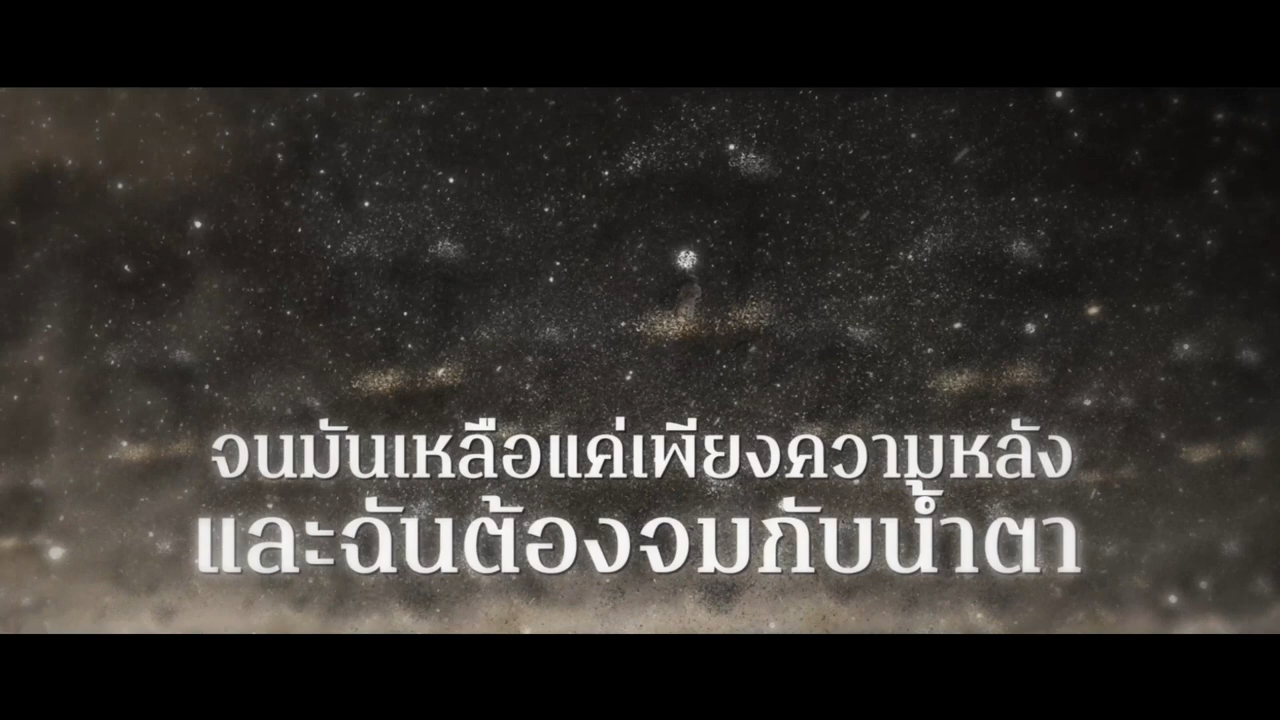 จนมันเหลือแค่เพียงความหลัง
และฉันต้องจมกับน้ำตา